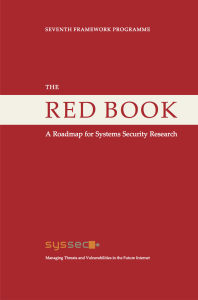 SEVENTH FRAMEWORK PROGRAMME
THE
RED BOOK
A Roadmap for Systems Security Research
syssec
Managing Threats and Vulnerabilities in the Future Internet